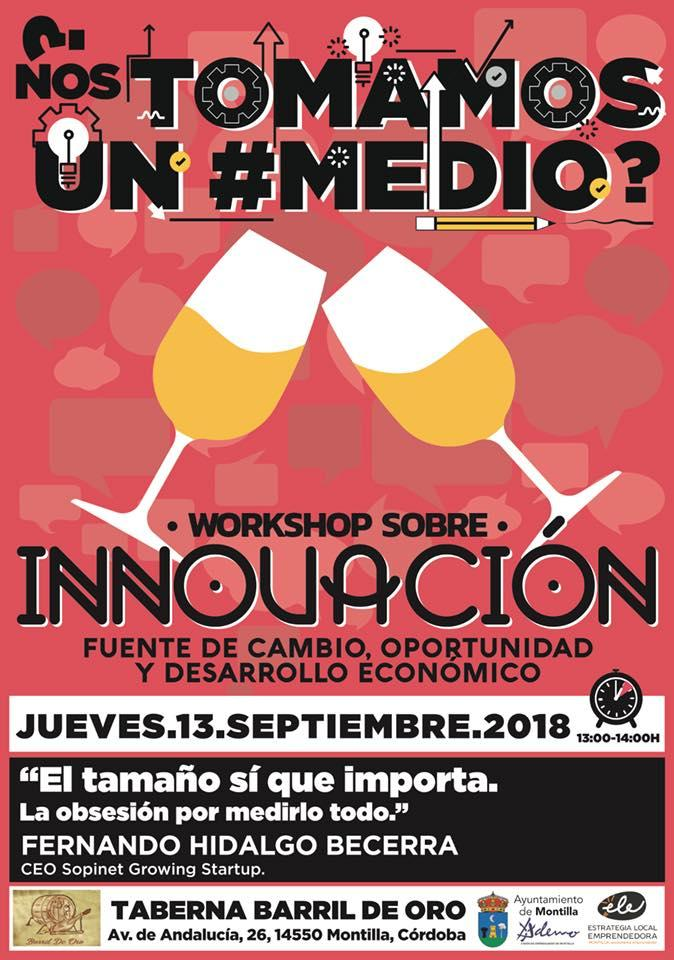 ¿
NOS TOMAMOS
UN #MEDIO?
• WORKSHOP SOBRE •
INNOVACIÓN
FUENTE DE CAMBIO, OPORTUNIDAD
Y DESARROLLO ECONÓMICO
JUEVES.13.SEPTIEMBRE.2018
13:00-14:00H
“El tamaño sí que importa.
La obsesión por medirlo todo.”
FERNANDO HIDALGO BECERRA
CEO Sopinet Growing Startup.
Barril De Oro
TABERNA BARRIL DE ORO
Av. de Andalucía, 26, 14550 Montilla, Córdoba
Ayuntamiento
de Montilla
Ademo
ele
ESTRATEGIA LOCAL
EMPRENDEDORA